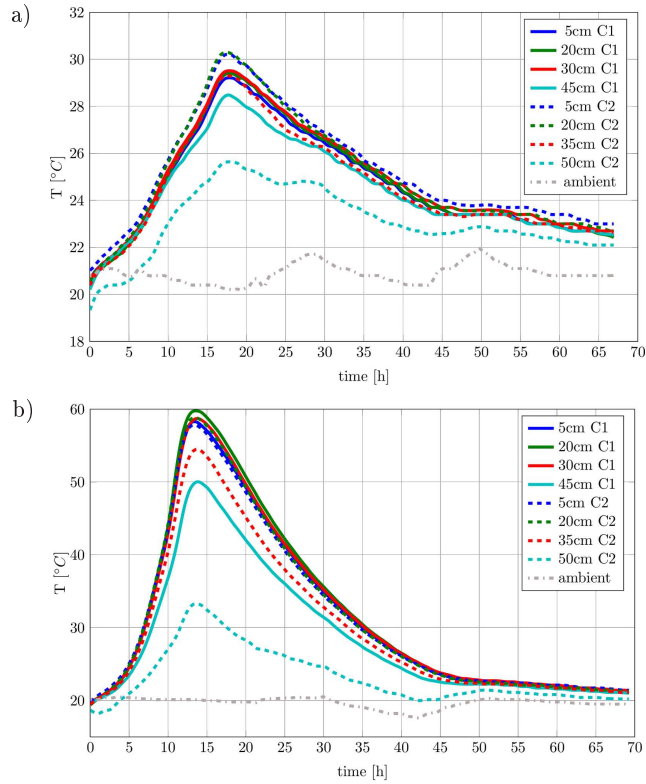 a)
32
30
28
26
24
22
20
18
T [°C]
5cm C1
20cm C1
30cm C1
45cm C1
5cm C2
20cm C2
35cm C2
50cm C2
ambient
0 5 10 15 20 25 30 35 40 45 50 55 60 65 70
time [h]
b)
60
50
40
30
20
T [°C]
5cm C1
20cm C1
30cm C1
45cm C1
5cm C2
20cm C2
35cm C2
50cm C2
ambient
0 5 10 15 20 25 30 35 40 45 50 55 60 65 70
time [h]